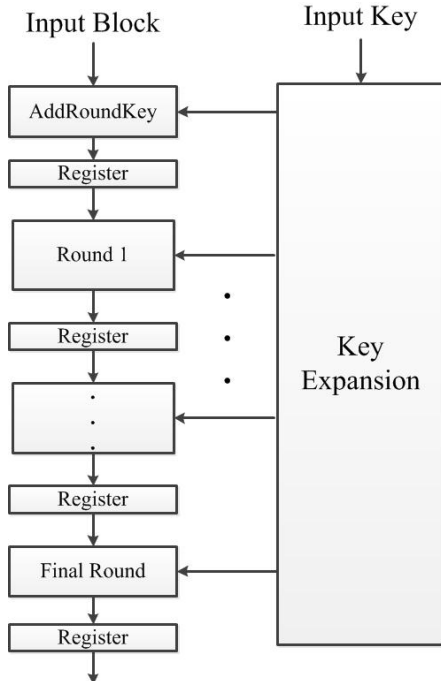 Input Block
Input Key
AddRoundKey
Register
Round 1
Register
Key
Expansion
Register
Final Round
Register